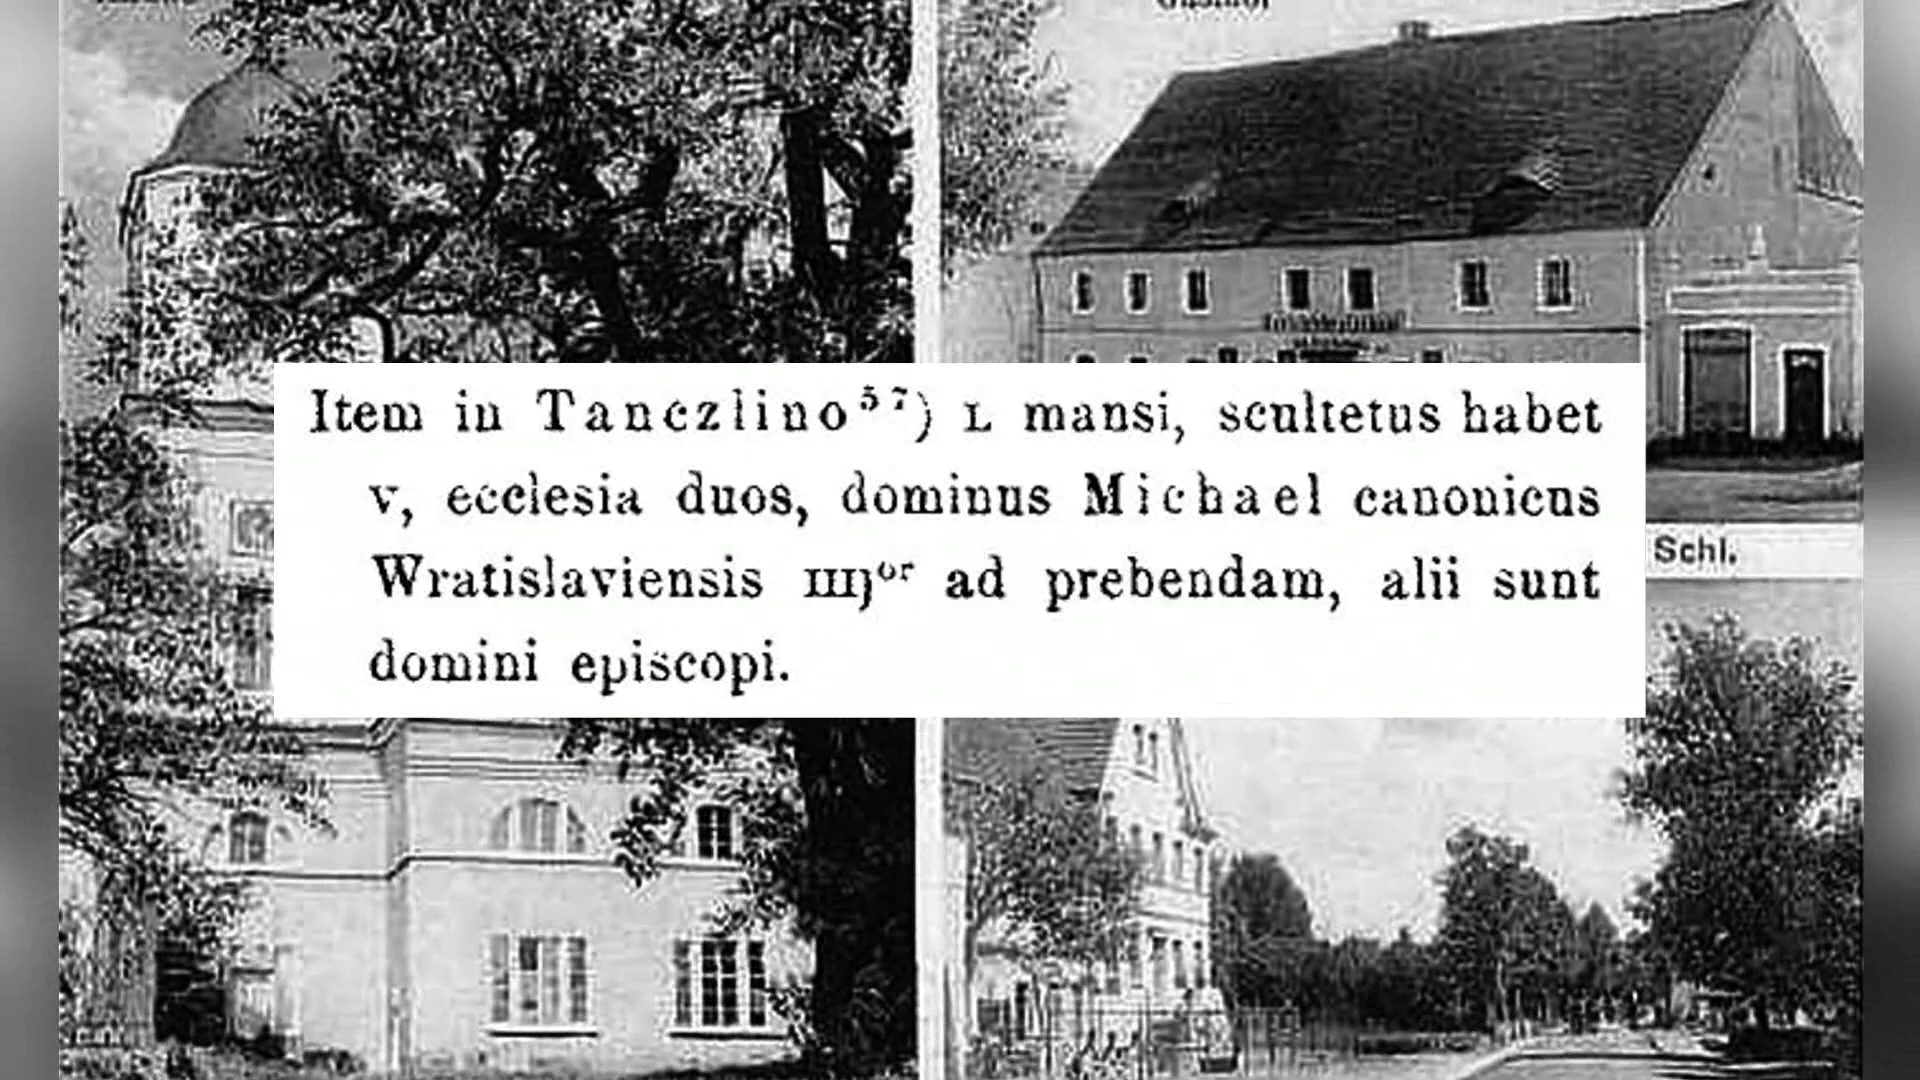 Item in Tanczlino⁵⁷) L mansi, scultetus habet
v, ecclesia duos, dominus Michael canonicus
Wratislaviensis IIIJᵒʳ ad prebendam, alii sunt
domini episcopi.
Schl.